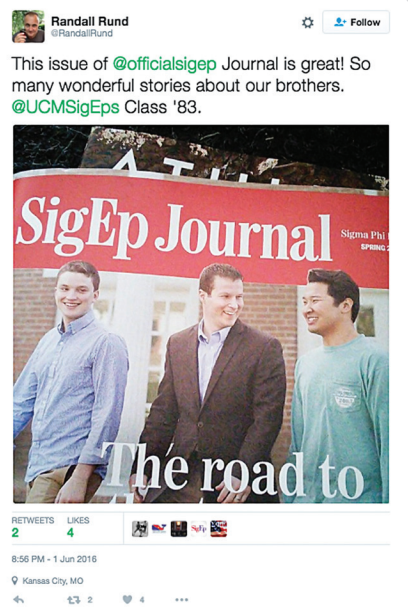 Randall Rund
@RandallRund
Follow
This issue of @officialsigep Journal is great! So
many wonderful stories about our brothers.
@UCMSigEps Class '83.
SigEp Journal
Sigma Phi
SPRING
The road to
RETWEETS
LIKES
2
4
SigEp
8:56 PM - 1 Jun 2016
Kansas City, MO
2
4